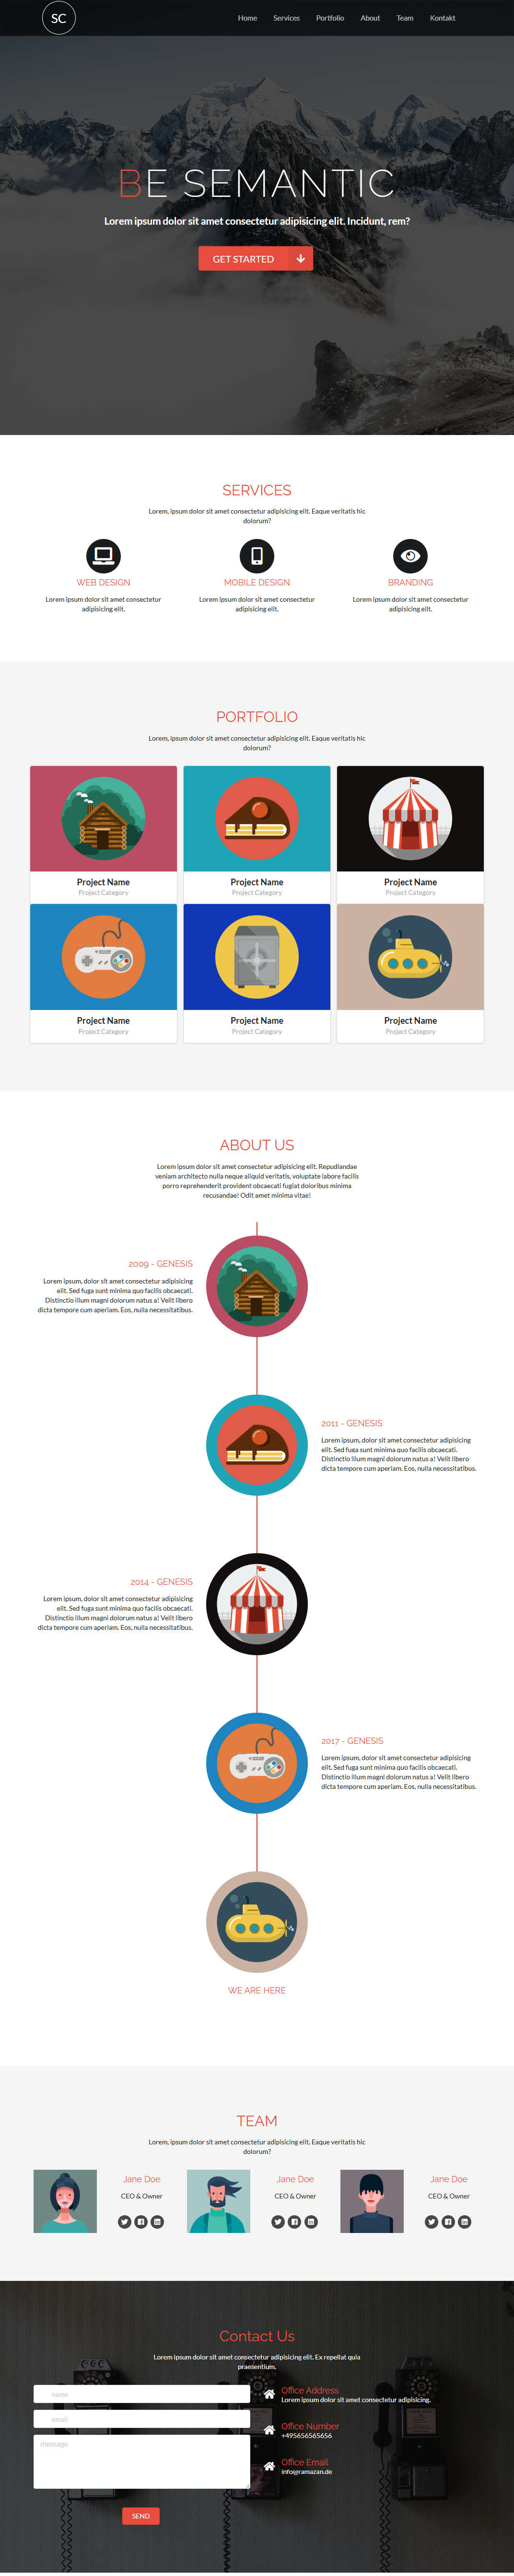 SC
Home Services Portfolio About Team Kontakt
BE SEMANTIC
Lorem ipsum dolor sit amet consectetur adipisicing elit. Incidunt, rem?
GET STARTED
SERVICES
Lorem, ipsum dolor sit amet consectetur adipisicing elit. Eaque veritatis hic
dolorum?
WEB DESIGN
Lorem ipsum dolor sit amet consectetur
adipisicing elit.
MOBILE DESIGN
Lorem ipsum dolor sit amet consectetur
adipisicing elit.
BRANDING
Lorem ipsum dolor sit amet consectetur
adipisicing elit.
PORTFOLIO
Lorem, ipsum dolor sit amet consectetur adipisicing elit. Eaque veritatis hic
dolorum?
Project Name
Project Category
Project Name
Project Category
Project Name
Project Category
Project Name
Project Category
Project Name
Project Category
Project Name
Project Category
ABOUT US
Lorem ipsum dolor sit amet consectetur adipisicing elit. Repudiandae
veniam architecto nulla neque aliquid veritatis, voluptate labore facilis
porro reprehenderit provident obcaecati fugiat doloribus minima
recusandae! Odit amet minima vitae!
2009 - GENESIS
Lorem ipsum, dolor sit amet consectetur adipisicing
elit. Sed fuga sunt minima quo facilis obcaecati.
Distinctio illum magni dolorum natus a! Velit libero
dicta tempore cum aperiam. Eos, nulla necessitatibus.
2011 - GENESIS
Lorem ipsum, dolor sit amet consectetur adipisicing
elit. Sed fuga sunt minima quo facilis obcaecati.
Distinctio illum magni dolorum natus a! Velit libero
dicta tempore cum aperiam. Eos, nulla necessitatibus.
2014 - GENESIS
Lorem ipsum, dolor sit amet consectetur adipisicing
elit. Sed fuga sunt minima quo facilis obcaecati.
Distinctio illum magni dolorum natus a! Velit libero
dicta tempore cum aperiam. Eos, nulla necessitatibus.
2017 - GENESIS
Lorem ipsum, dolor sit amet consectetur adipisicing
elit. Sed fuga sunt minima quo facilis obcaecati.
Distinctio illum magni dolorum natus a! Velit libero
dicta tempore cum aperiam. Eos, nulla necessitatibus.
WE ARE HERE
TEAM
Lorem, ipsum dolor sit amet consectetur adipisicing elit. Eaque veritatis hic
dolorum?
Jane Doe
CEO & Owner
Jane Doe
CEO & Owner
Jane Doe
CEO & Owner
Contact Us
Lorem ipsum dolor sit amet consectetur adipisicing elit. Ex repellat quia
praesentium.
name
email
message
SEND
Office Address
Lorem ipsum dolor sit amet consectetur adipisicing.
Office Number
+495656565656
Office Email
info@ramazan.de